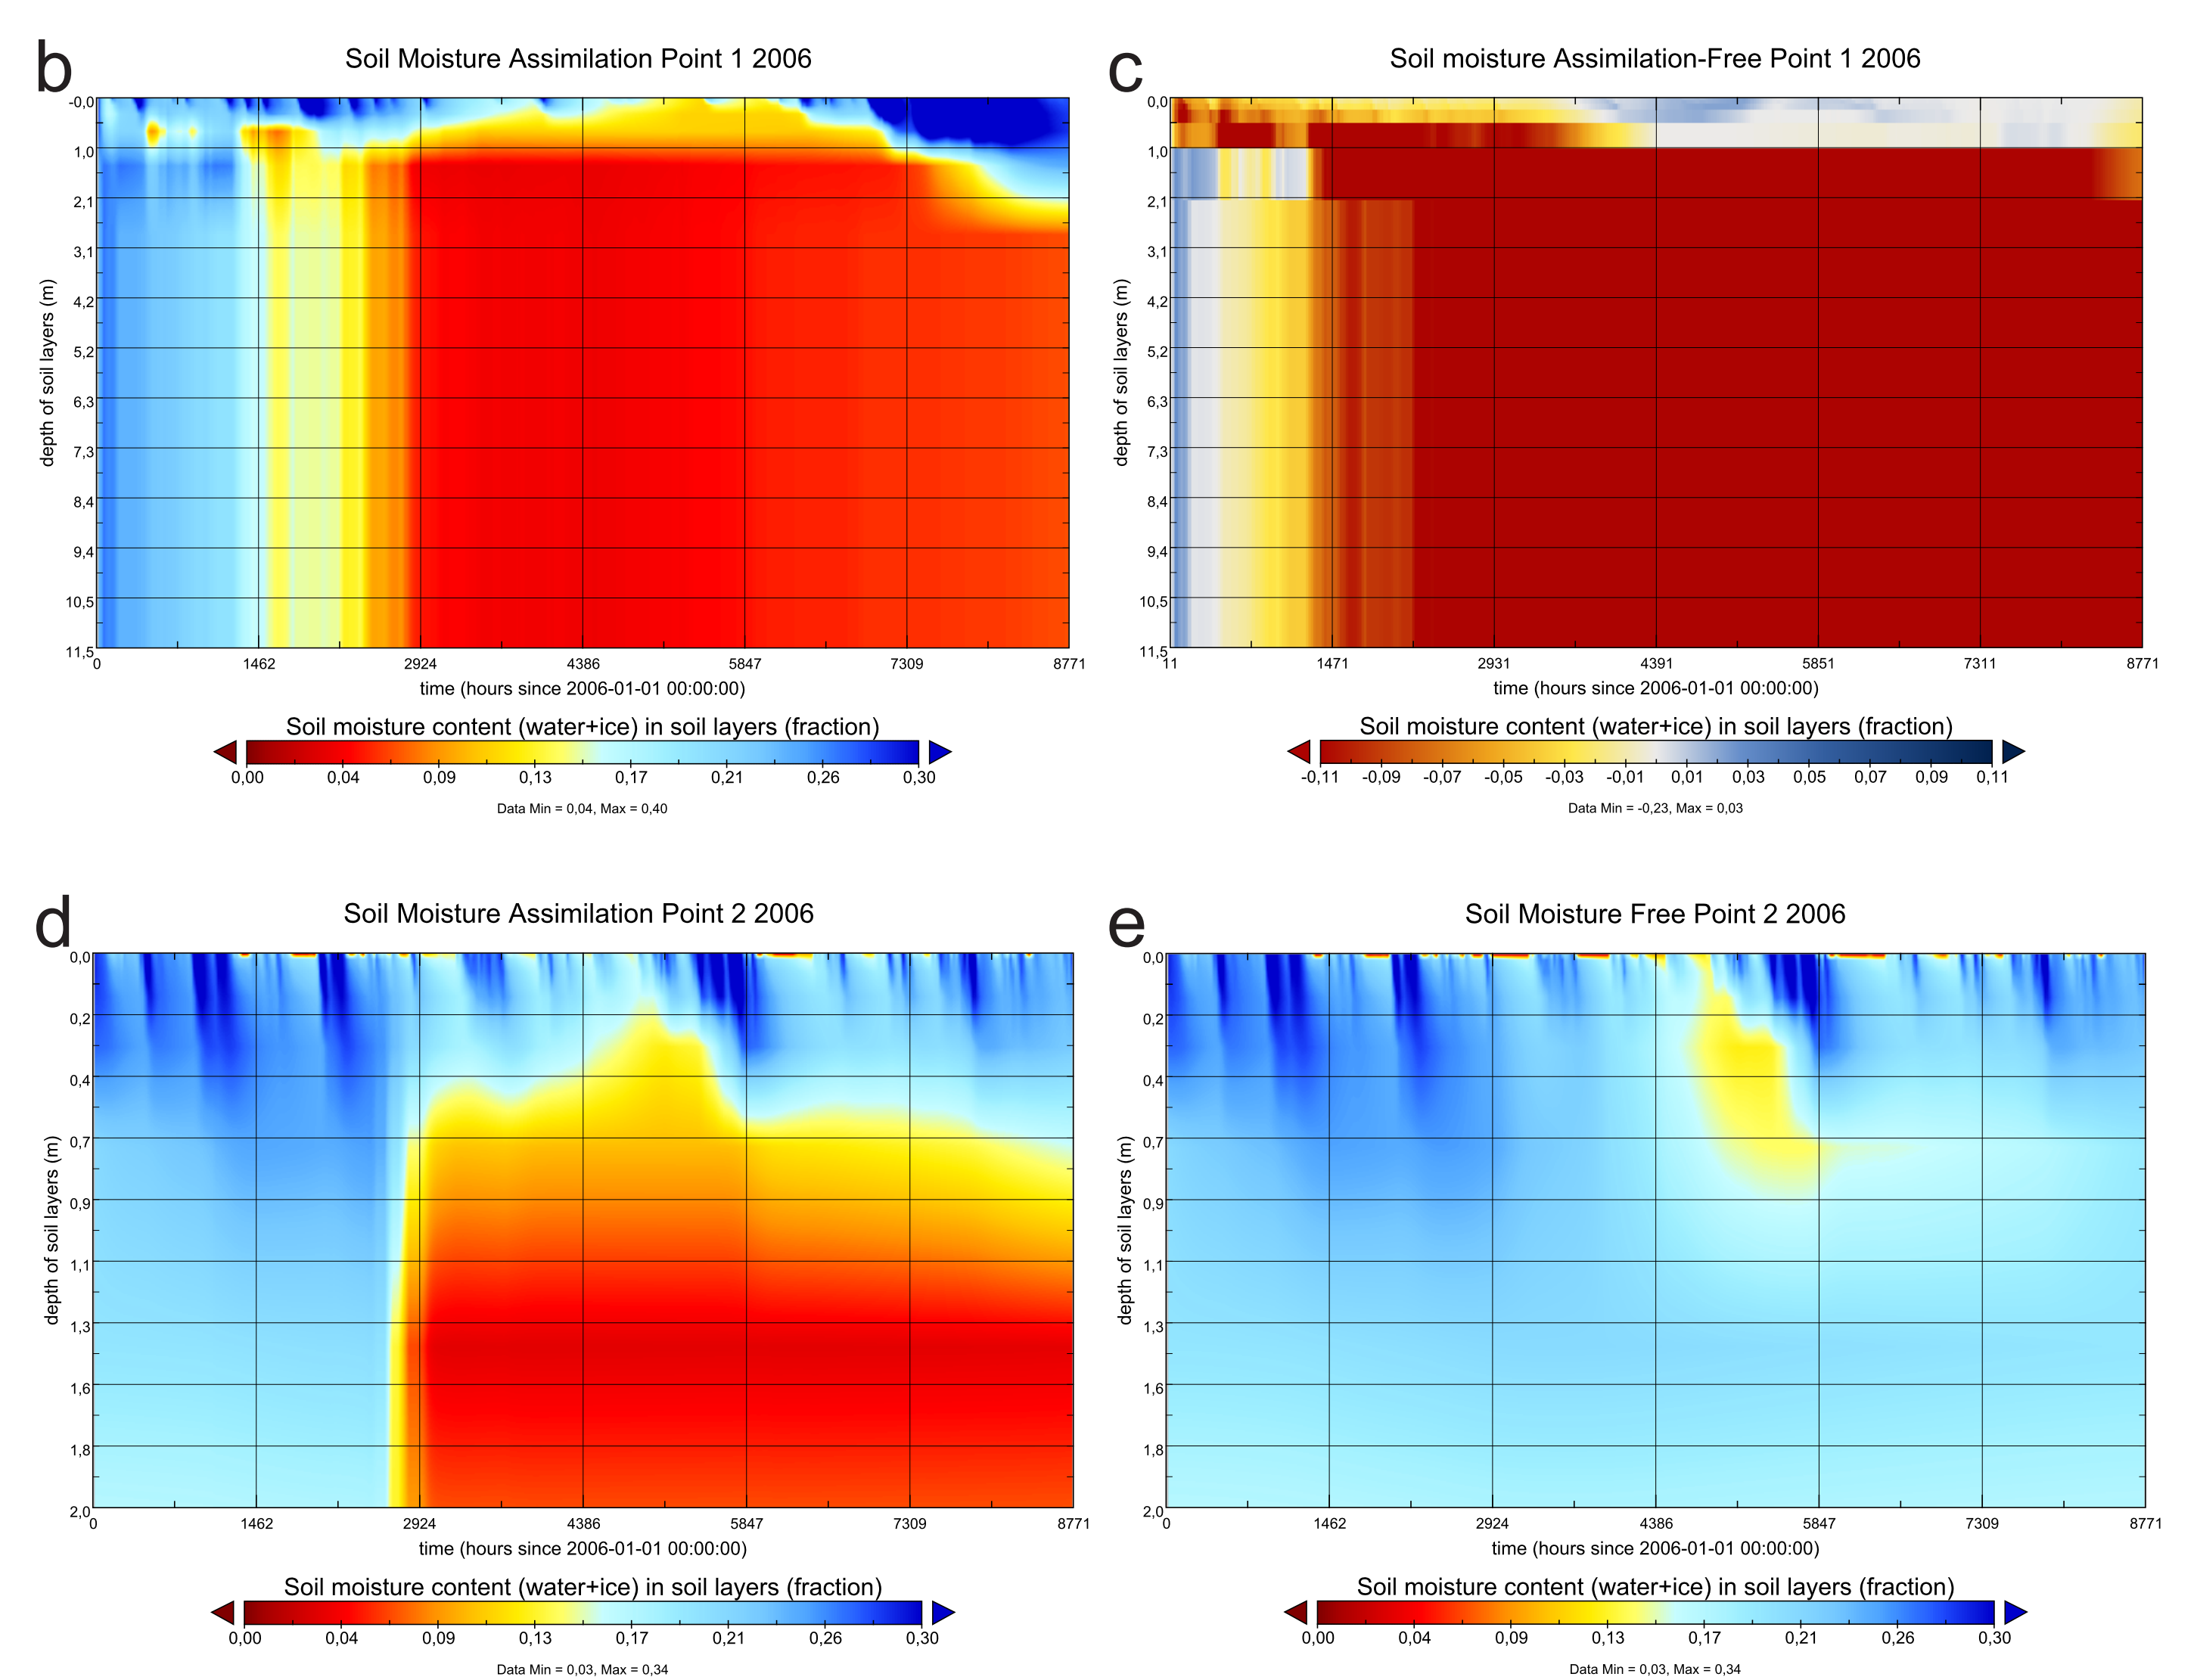 b
Soil Moisture Assimilation Point 1 2006
-0,0
1,0
2,1
3,1
4,2
5,2
6,3
7,3
8,4
9,4
10,5
11,5
depth of soil layers (m)
0 1462 2924 4386 5847 7309 8771
time (hours since 2006-01-01 00:00:00)
Soil moisture content (water+ice) in soil layers (fraction)
0,00 0,04 0,09 0,13 0,17 0,21 0,26 0,30
Data Min = 0,04, Max = 0,40
c
Soil moisture Assimilation-Free Point 1 2006
0,0
1,0
2,1
3,1
4,2
5,2
6,3
7,3
8,4
9,4
10,5
11,5
depth of soil layers (m)
11 1471 2931 4391 5851 7311 8771
time (hours since 2006-01-01 00:00:00)
Soil moisture content (water+ice) in soil layers (fraction)
-0,11 -0,09 -0,07 -0,05 -0,03 -0,01 0,01 0,03 0,05 0,07 0,09 0,11
Data Min = -0,23, Max = 0,03
d
Soil Moisture Assimilation Point 2 2006
0,0
0,2
0,4
0,7
0,9
1,1
1,3
1,6
1,8
2,0
depth of soil layers (m)
0 1462 2924 4386 5847 7309 8771
time (hours since 2006-01-01 00:00:00)
Soil moisture content (water+ice) in soil layers (fraction)
0,00 0,04 0,09 0,13 0,17 0,21 0,26 0,30
Data Min = 0,03, Max = 0,34
e
Soil Moisture Free Point 2 2006
0,0
0,2
0,4
0,7
0,9
1,1
1,3
1,6
1,8
2,0
depth of soil layers (m)
0 1462 2924 4386 5847 7309 8771
time (hours since 2006-01-01 00:00:00)
Soil moisture content (water+ice) in soil layers (fraction)
0,00 0,04 0,09 0,13 0,17 0,21 0,26 0,30
Data Min = 0,03, Max = 0,34